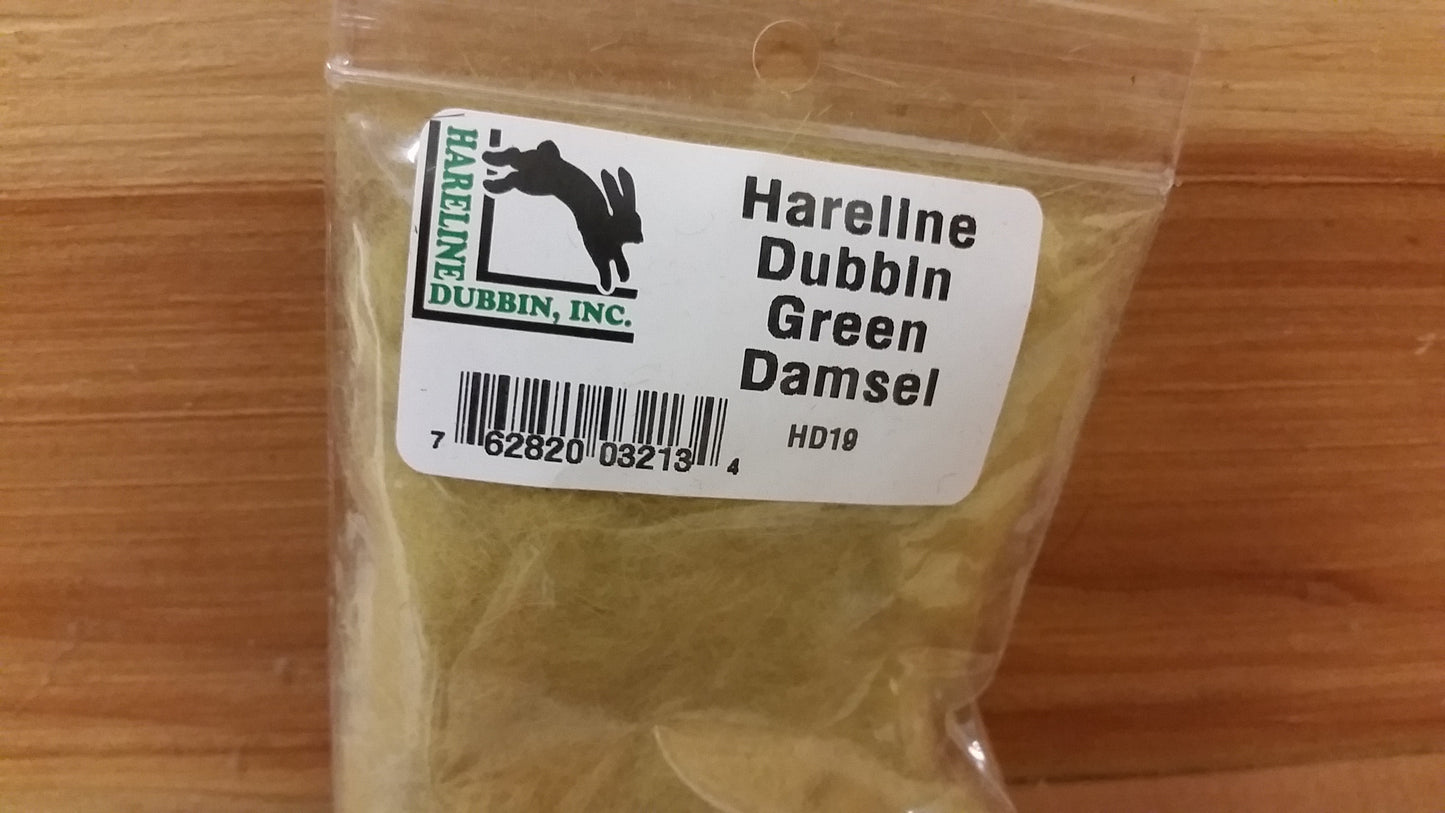 HARELINE
DUBBIN, INC.
Hareline
Dubbin
Green
Damsel
HD19
7 62820 03213 4